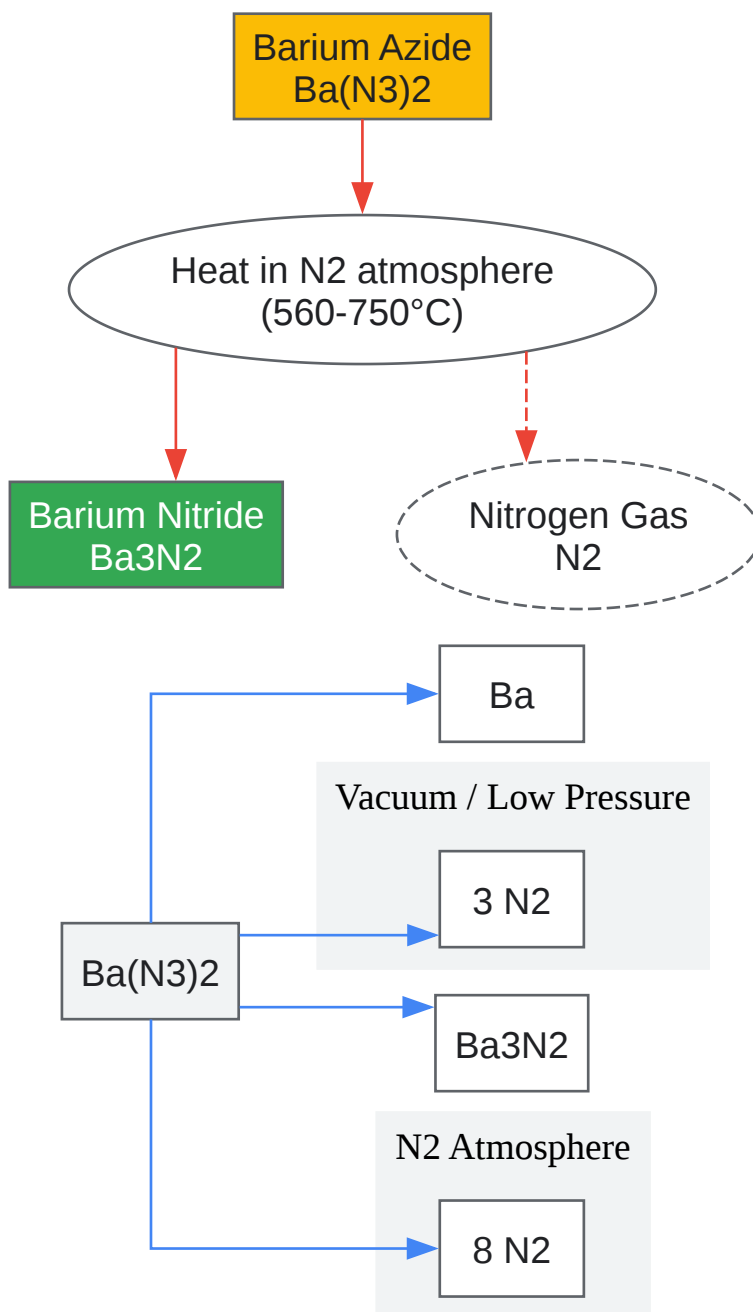 Barium Azide
Ba(N3)2
Heat in N2 atmosphere
(560-750°C)
Barium Nitride
Ba3N2
Nitrogen Gas
N2
Ba
Vacuum / Low Pressure
3 N2
Ba(N3)2
Ba3N2
N2 Atmosphere
8 N2